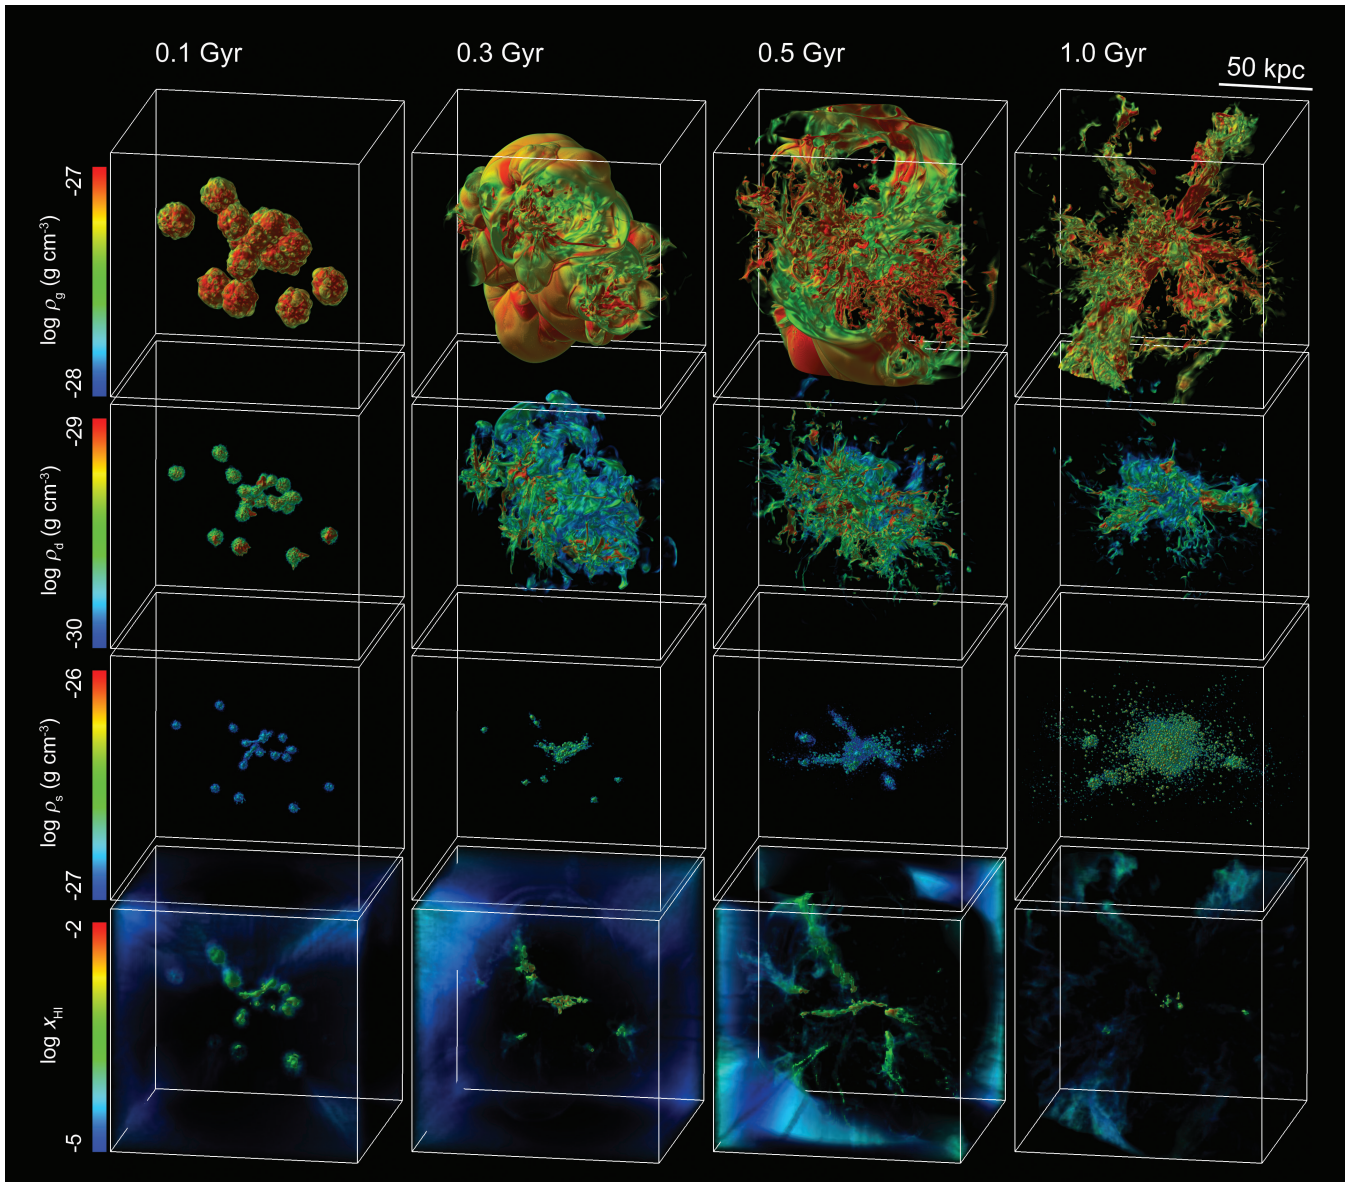 0.1 Gyr
0.3 Gyr
0.5 Gyr
1.0 Gyr
50 kpc
-27
log ρg (g cm⁻³)
-28
-29
log ρd (g cm⁻³)
-30
-26
log ρs (g cm⁻³)
-27
-2
log xHI
-5